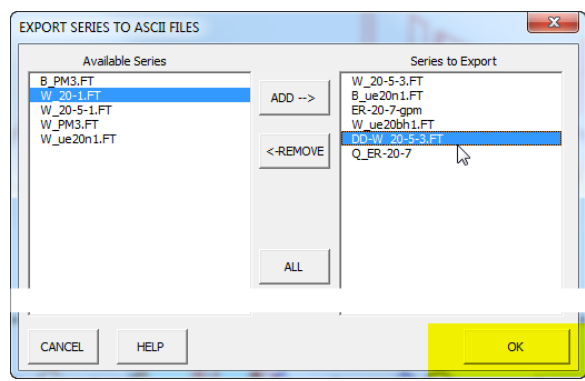 EXPORT SERIES TO ASCII FILES
x
Available Series
Series to Export
B_PM3.FT
W_20-1.FT
W_20-5-1.FT
W_PM3.FT
W_ue20n1.FT
ADD -->
<-REMOVE
ALL
W_20-5-3.FT
B_ue20n1.FT
ER-20-7-gpm
W_ue20bh1.FT
DD-W_20-5-3.FT
Q_ER-20-7
CANCEL
HELP
OK